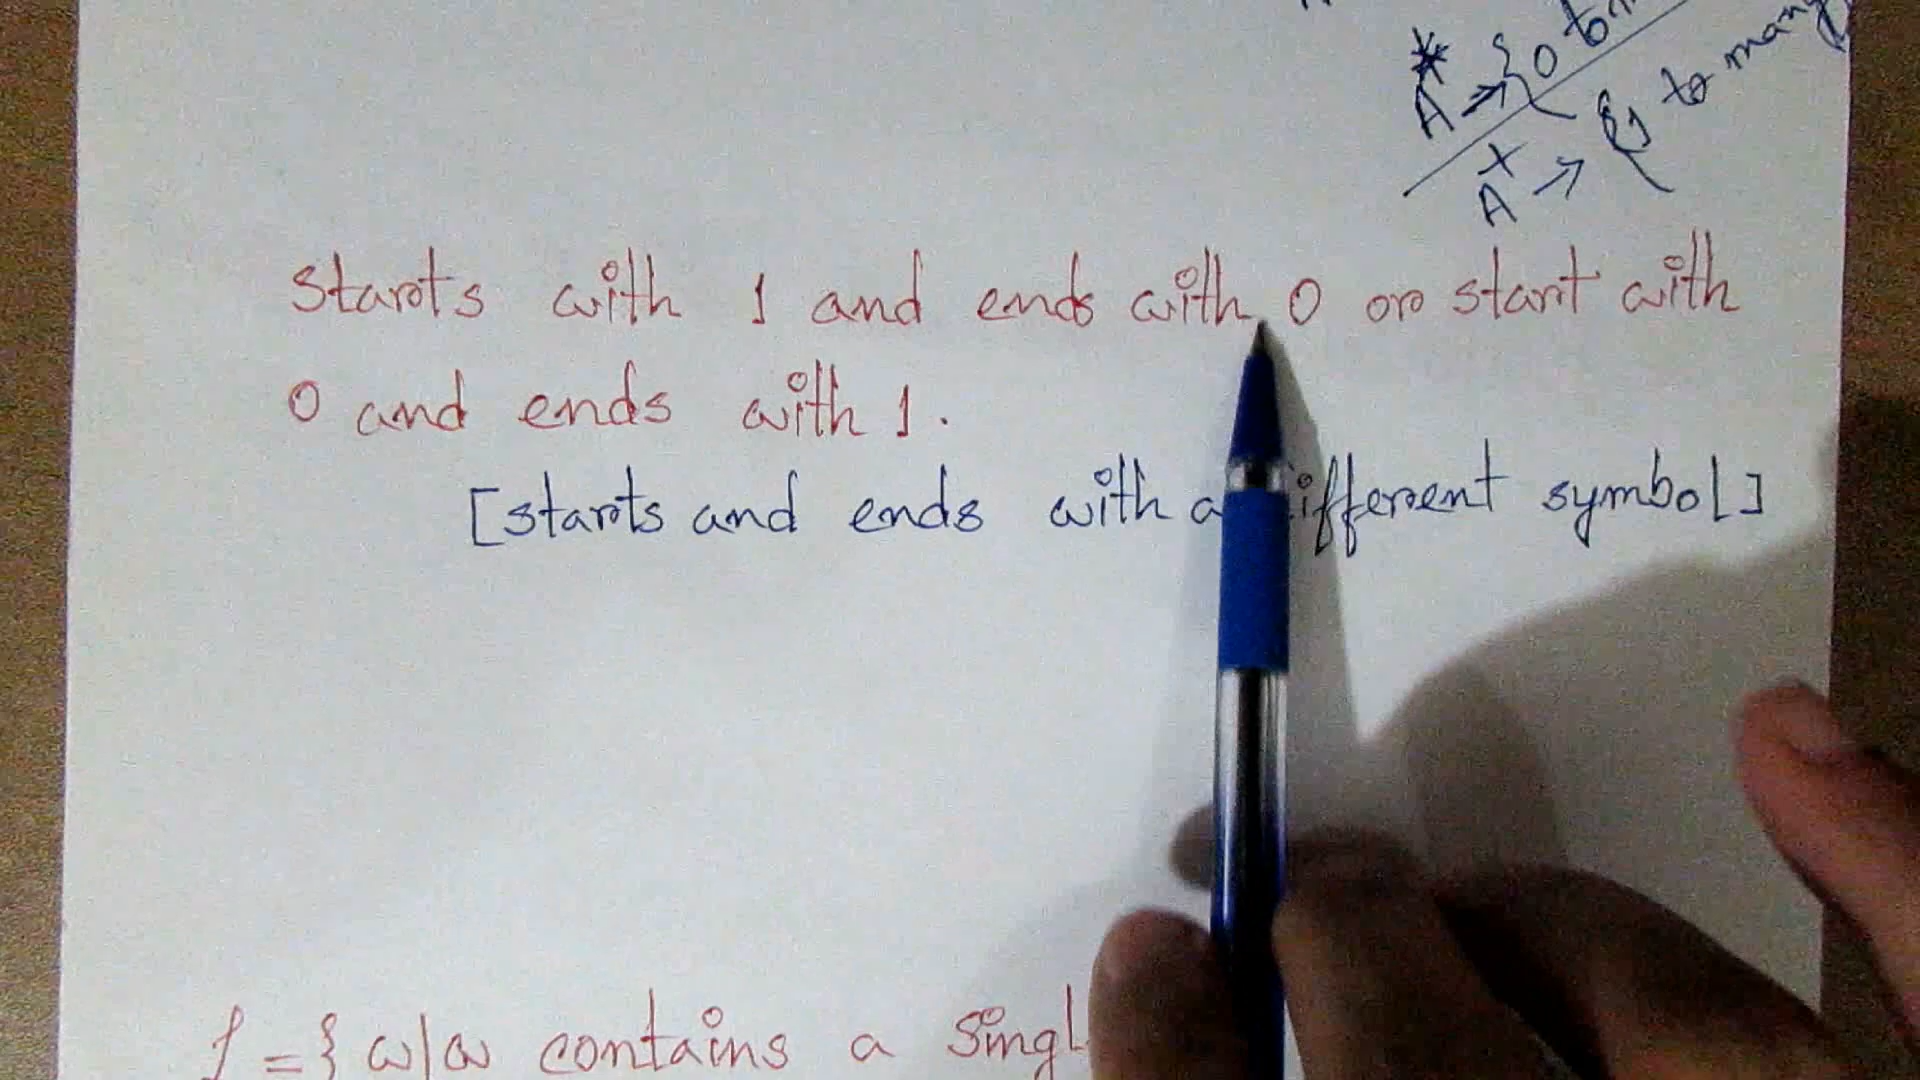 * A → { 0 to
+ A → { 1 to many
starts with 1 and ends with 0 or start with
0 and ends with 1.
[starts and ends with a different symbol]
L = { w/w contains a singl